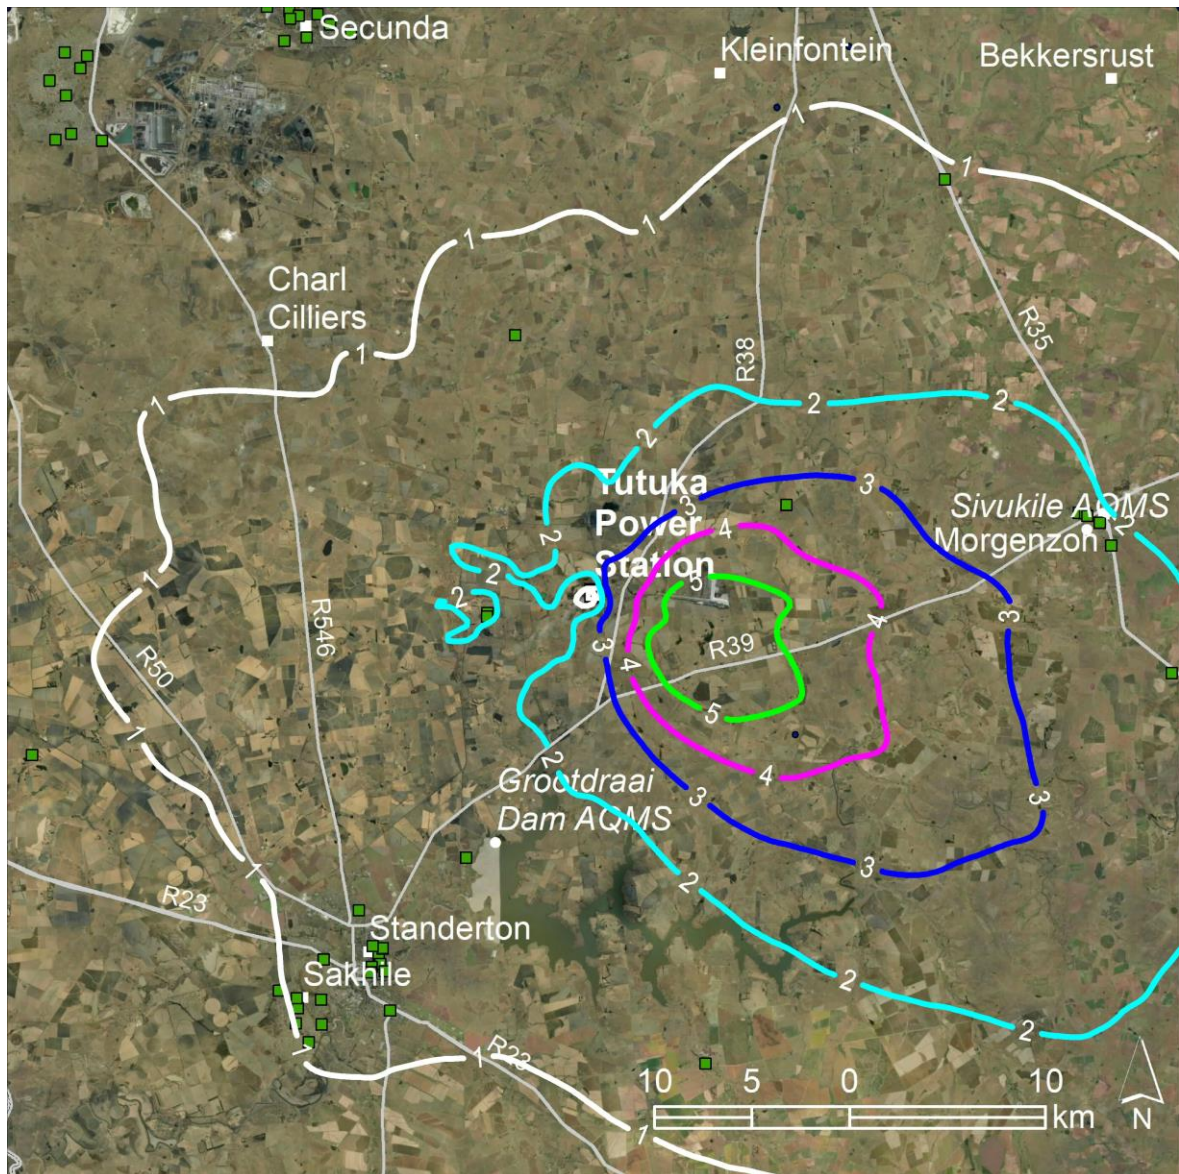 Secunda
Kleinfontein
Bekkersrust
1
1
1
1
Charl
Cilliers
R35
R38
1
1
2
2
2
Tutuka
Power
Station
3
3
Sivukile AQMS
Morgenzon
2
4
2
2
2
5
1
R546
3
4
3
R39
4
R50
5
1
2
4
3
3
Grootdraai
Dam AQMS
1
3
2
R23
Standerton
Sakhile
2
2
1
1
R23
10 5 0 10
km
N
1